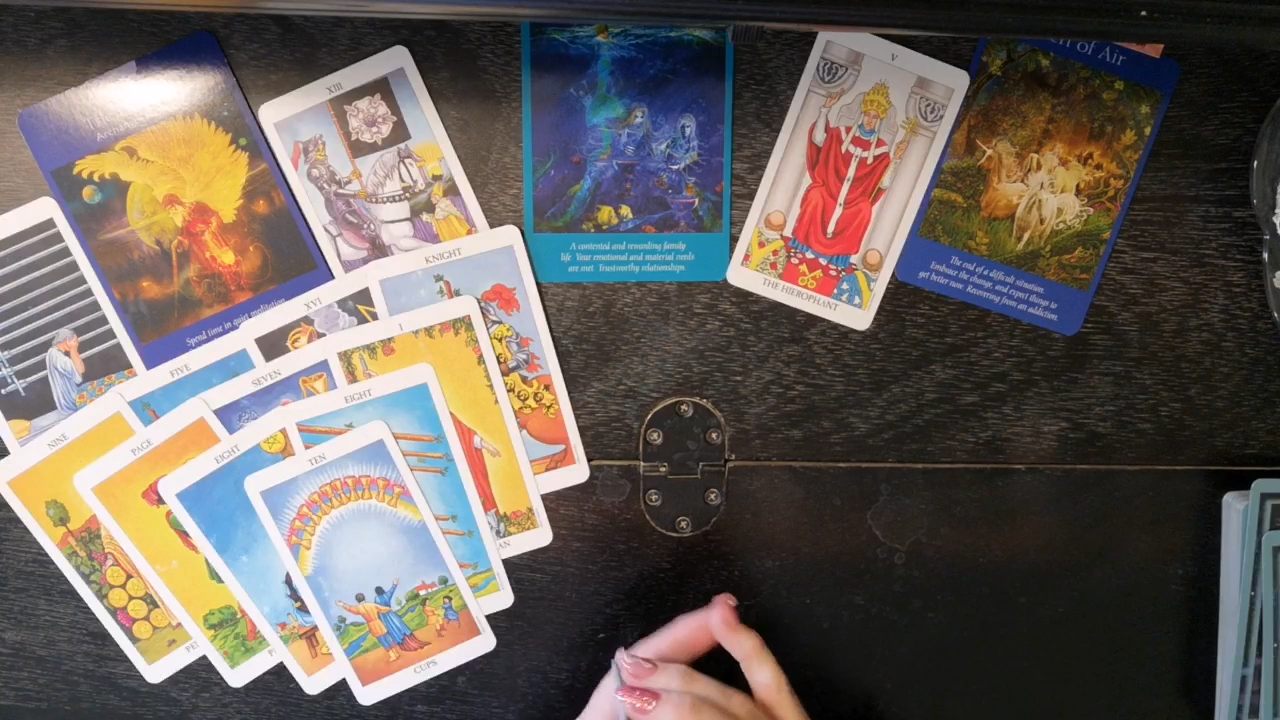 Spend time in quiet meditation
XIII
A contented and rewarding family
life. Your emotional and material needs
are met. Trustworthy relationships.
V
THE HIEROPHANT
of Air
The end of a difficult situation.
Embrace the change, and expect things to
get better now. Recovering from an addiction.
KNIGHT
XVI
I
FIVE
SEVEN
EIGHT
NINE
PAGE
EIGHT
TEN
CUPS